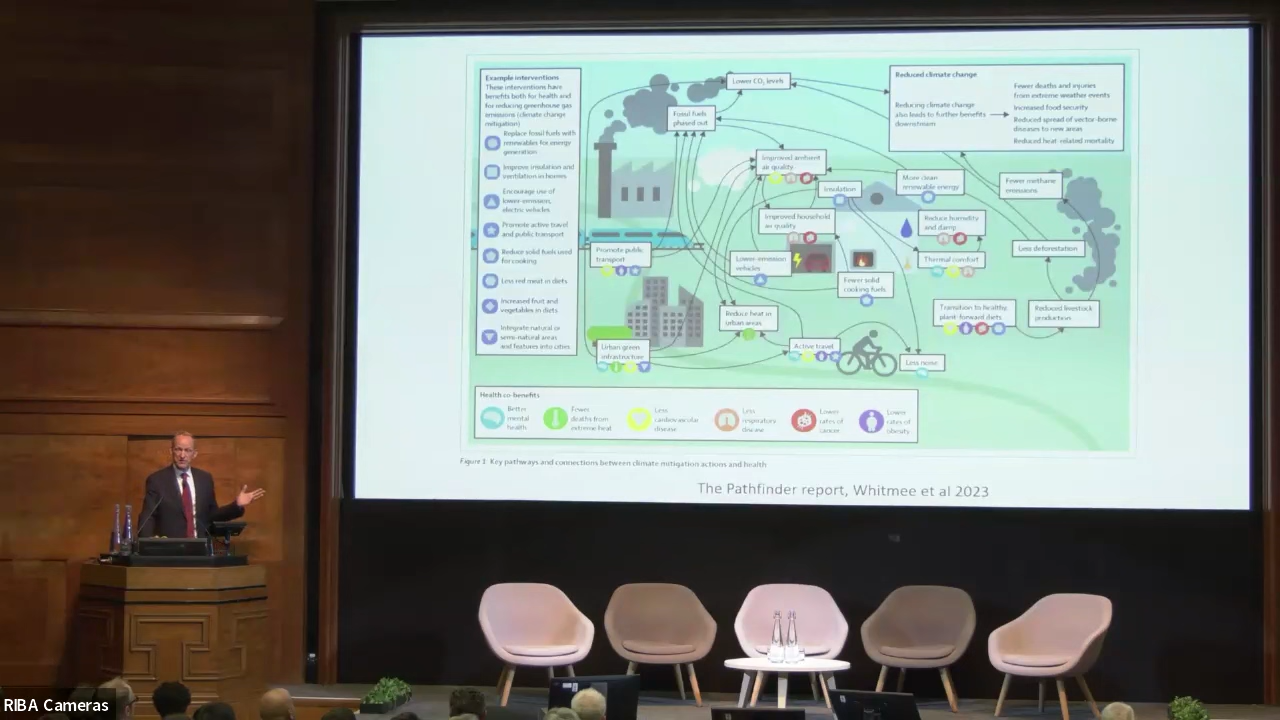 Example interventions
These interventions have
benefits both for health and
for reducing greenhouse gas
emissions (climate change
mitigation)
Replace fossil fuels with
renewables for energy
generation
Improve insulation and
ventilation in homes
Encourage use of
lower-emission,
electric vehicles
Promote active travel
and public transport
Reduce solid fuels used
for cooking
Less red meat in diets
Increased fruit and
vegetables in diets
Integrate natural or
semi-natural areas
and features into cities
Lower CO₂ levels
Fossil fuels
phased out
Reduced climate change
Reducing climate change
also leads to further benefits
downstream
Fewer deaths and injuries
from extreme weather events
Increased food security
Reduced spread of vector-borne
diseases to new areas
Reduced heat-related mortality
Improved ambient
air quality
Insulation
More clean
renewable energy
Fewer methane
emissions
Improved household
air quality
Reduce humidity
and damp
Promote public
transport
Lower-emission
vehicles
Thermal comfort
Less deforestation
Fewer solid
cooking fuels
Reduce heat in
urban areas
Transition to healthy,
plant-forward diets
Reduced livestock
production
Urban green
infrastructure
Active travel
Less noise
Health co-benefits
Better
mental
health
Fewer
deaths from
extreme heat
Less
cardiovascular
disease
Less
respiratory
disease
Lower
rates of
cancer
Lower
rates of
obesity
Figure 1: Key pathways and connections between climate mitigation actions and health
The Pathfinder report, Whitmee et al 2023
RIBA Cameras